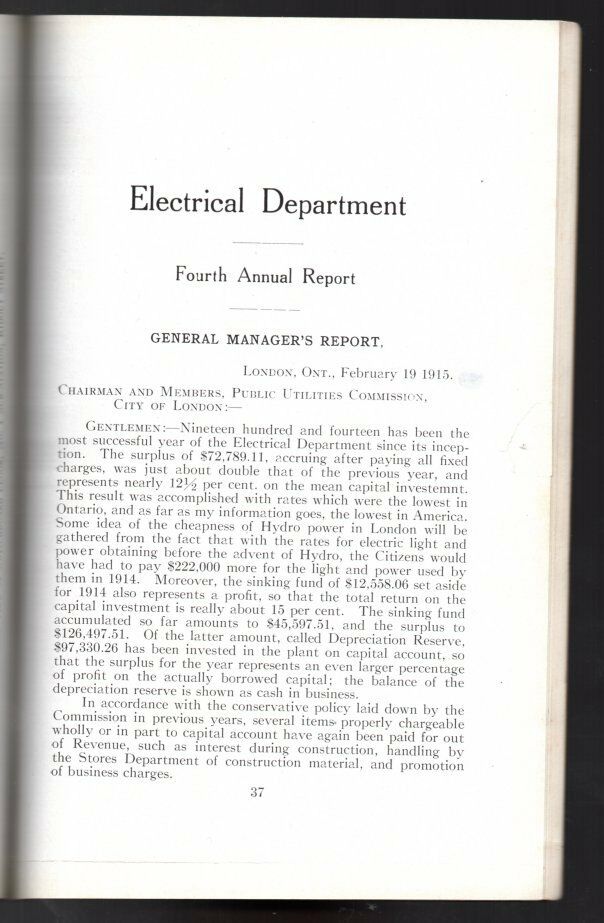 Electrical Department
Fourth Annual Report
GENERAL MANAGER'S REPORT,
LONDON, ONT., February 19 1915.
CHAIRMAN AND MEMBERS, PUBLIC UTILITIES COMMISSION,
CITY OF LONDON:—
GENTLEMEN:—Nineteen hundred and fourteen has been the
most successful year of the Electrical Department since its incep-
tion. The surplus of $72,789.11, accruing after paying all fixed
charges, was just about double that of the previous year, and
represents nearly 12½ per cent. on the mean capital investemnt.
This result was accomplished with rates which were the lowest in
Ontario, and as far as my information goes, the lowest in America.
Some idea of the cheapness of Hydro power in London will be
gathered from the fact that with the rates for electric light and
power obtaining before the advent of Hydro, the Citizens would
have had to pay $222,000 more for the light and power used by
them in 1914. Moreover, the sinking fund of $12,558.06 set aside
for 1914 also represents a profit, so that the total return on the
capital investment is really about 15 per cent. The sinking fund
accumulated so far amounts to $45,597.51, and the surplus to
$126,497.51. Of the latter amount, called Depreciation Reserve,
$97,330.26 has been invested in the plant on capital account, so
that the surplus for the year represents an even larger percentage
of profit on the actually borrowed capital; the balance of the
depreciation reserve is shown as cash in business.
In accordance with the conservative policy laid down by the
Commission in previous years, several items properly chargeable
wholly or in part to capital account have again been paid for out
of Revenue, such as interest during construction, handling by
the Stores Department of construction material, and promotion
of business charges.
37